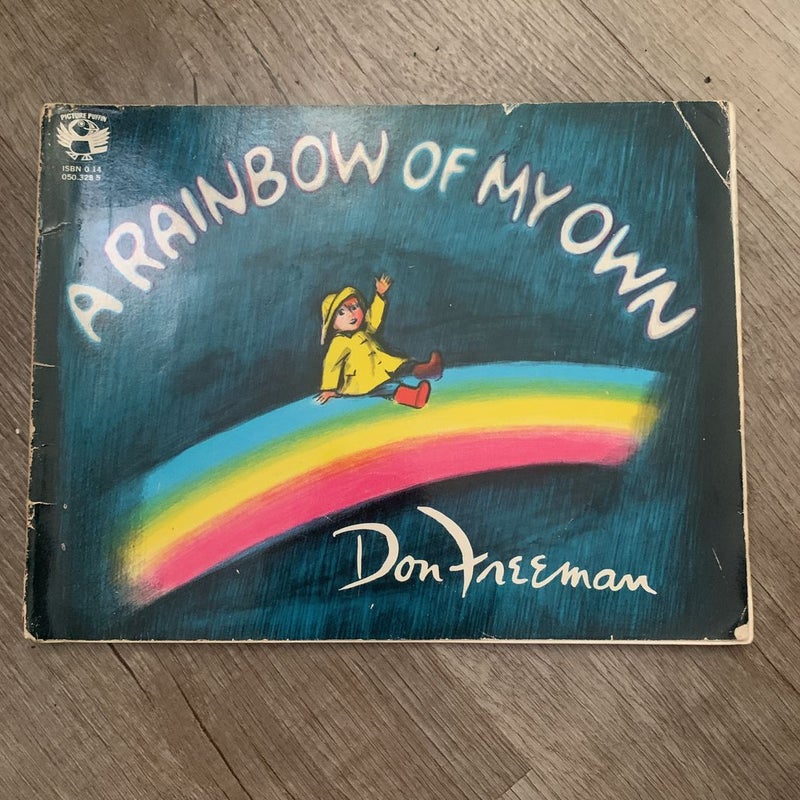 PICTURE PUFFIN
ISBN 0 14
050.328 5
A RAINBOW OF MY OWN
Don Freeman